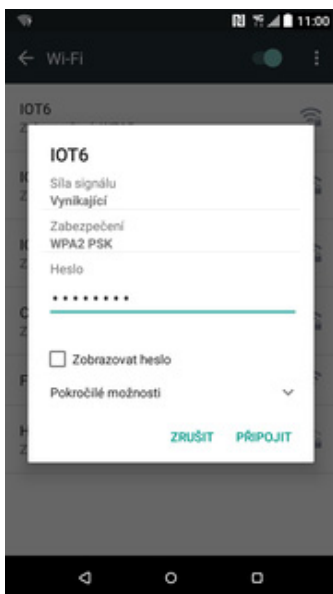 11:00
Wi-Fi
IOT6
IOT6
Síla signálu
Vynikající
Zabezpečení
WPA2 PSK
Heslo
••••••••
Zobrazovat heslo
Pokročilé možnosti
ZRUŠIT PŘIPOJIT